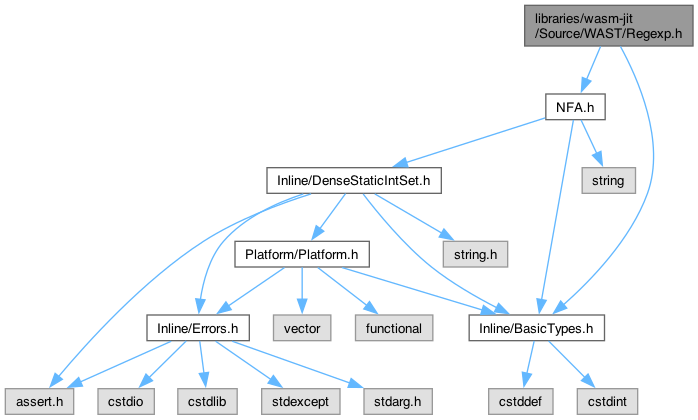 libraries/wasm-jit
/Source/WAST/Regexp.h
NFA.h
Inline/DenseStaticIntSet.h
string
Platform/Platform.h
string.h
Inline/Errors.h
vector
functional
Inline/BasicTypes.h
assert.h
cstdio
cstdlib
stdexcept
stdarg.h
cstddef
cstdint